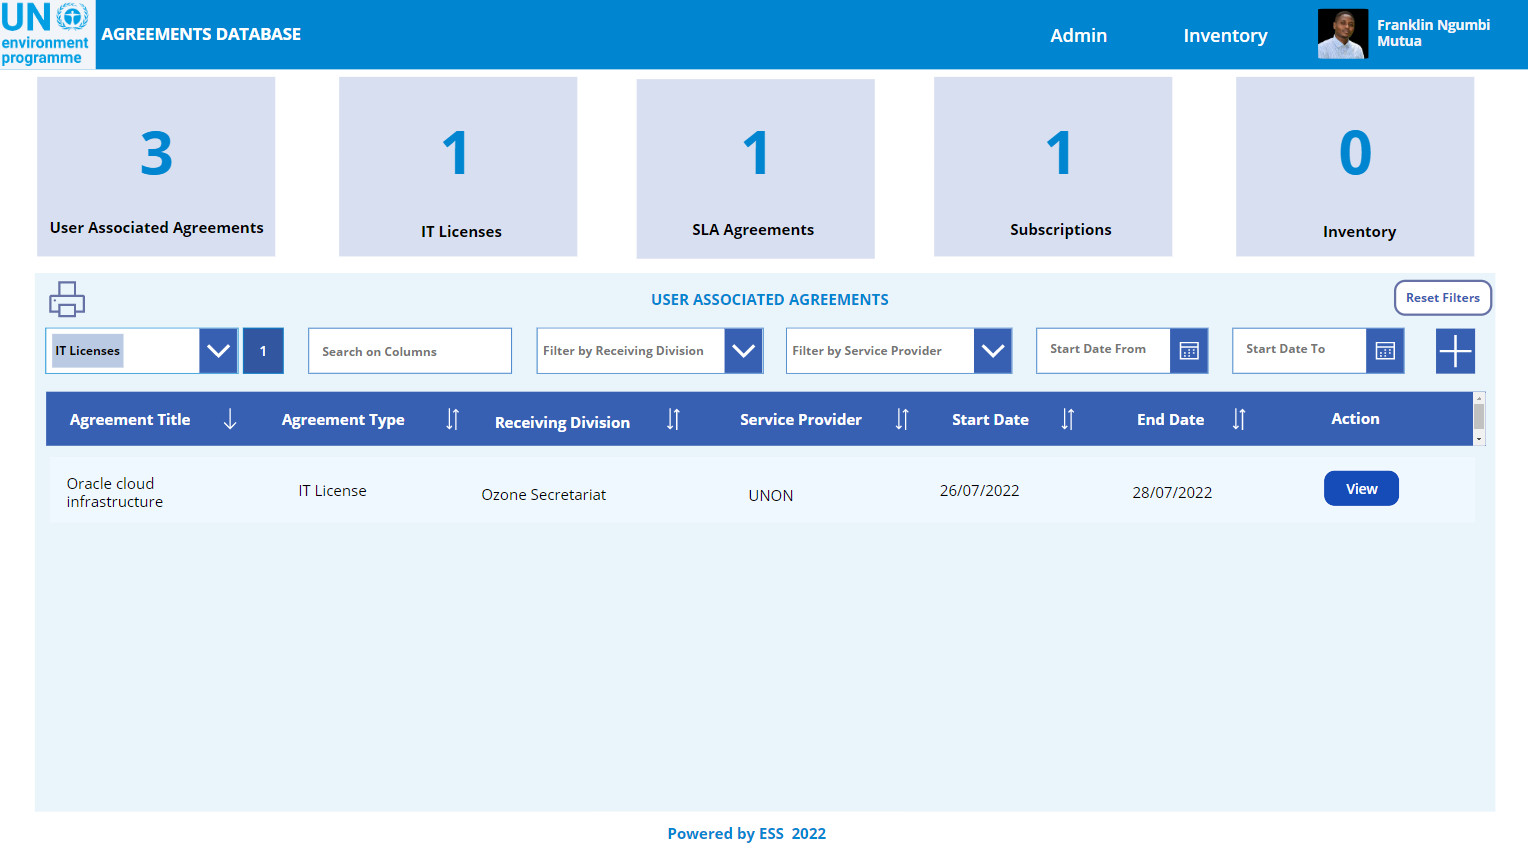 UN
environment
programme
AGREEMENTS DATABASE
Admin
Inventory
Franklin Ngumbi
Mutua
3
User Associated Agreements
1
IT Licenses
1
SLA Agreements
1
Subscriptions
0
Inventory
USER ASSOCIATED AGREEMENTS
Reset Filters
IT Licenses
1
Search on Columns
Filter by Receiving Division
Filter by Service Provider
Start Date From
Start Date To
Agreement Title
Agreement Type
Receiving Division
Service Provider
Start Date
End Date
Action
Oracle cloud
infrastructure
IT License
Ozone Secretariat
UNON
26/07/2022
28/07/2022
View
Powered by ESS  2022